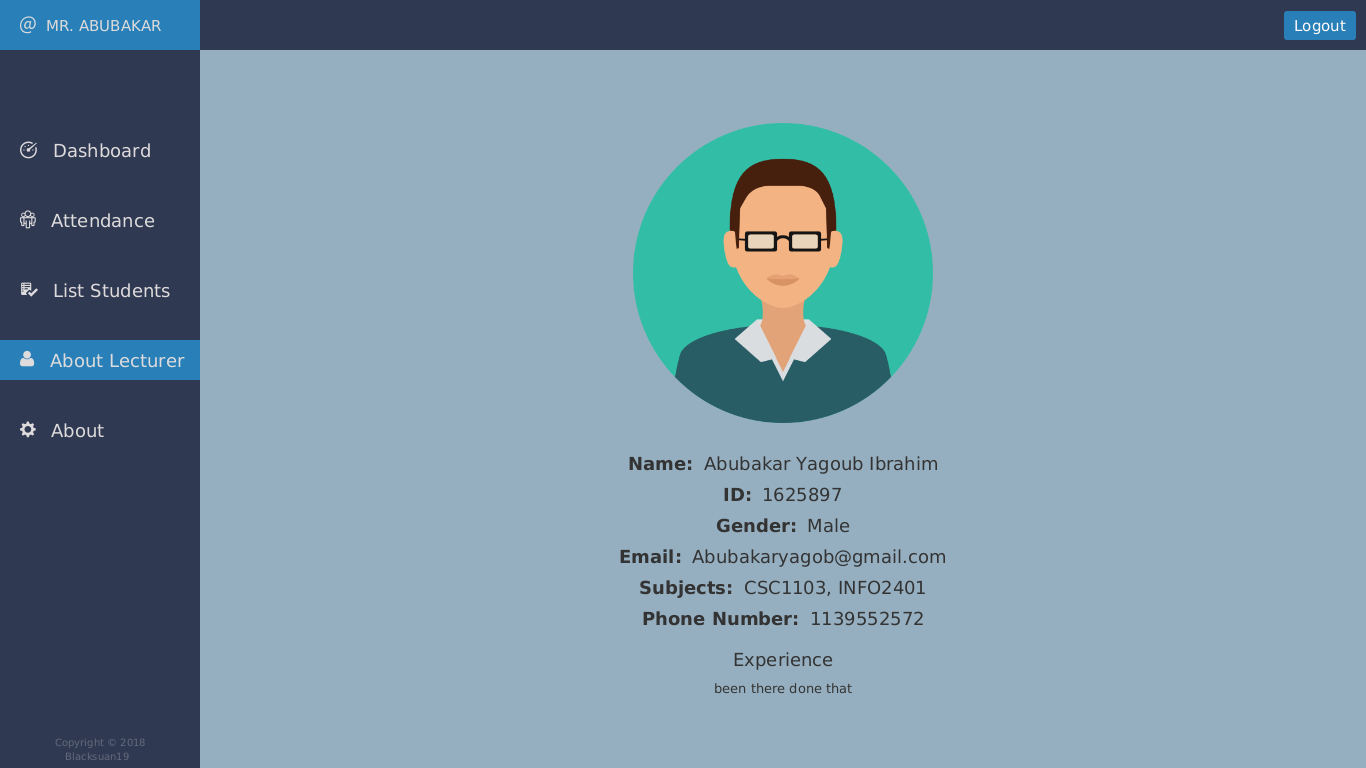 @ MR. ABUBAKAR
Logout
Dashboard
Attendance
List Students
About Lecturer
About
Name: Abubakar Yagoub Ibrahim
ID: 1625897
Gender: Male
Email: Abubakaryagob@gmail.com
Subjects: CSC1103, INFO2401
Phone Number: 1139552572
Experience
been there done that
Copyright © 2018
Blacksuan19